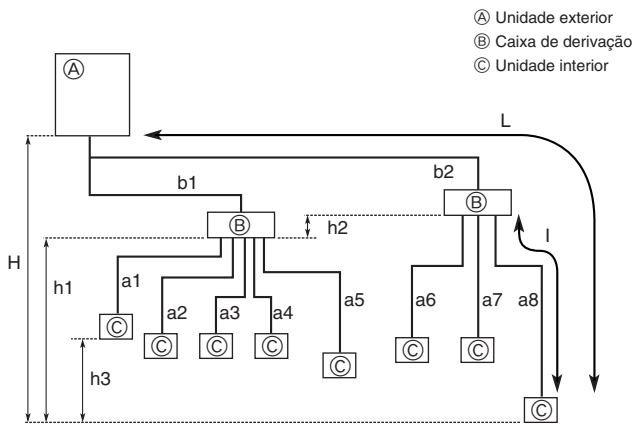 Ⓐ Unidade exterior
Ⓑ Caixa de derivação
Ⓒ Unidade interior
Ⓐ
L
b1
b2
Ⓑ
Ⓑ
h2
H
h1
l
a1
a2
a3
a4
a5
a6
a7
a8
Ⓒ
Ⓒ
Ⓒ
Ⓒ
Ⓒ
Ⓒ
Ⓒ
h3
Ⓒ